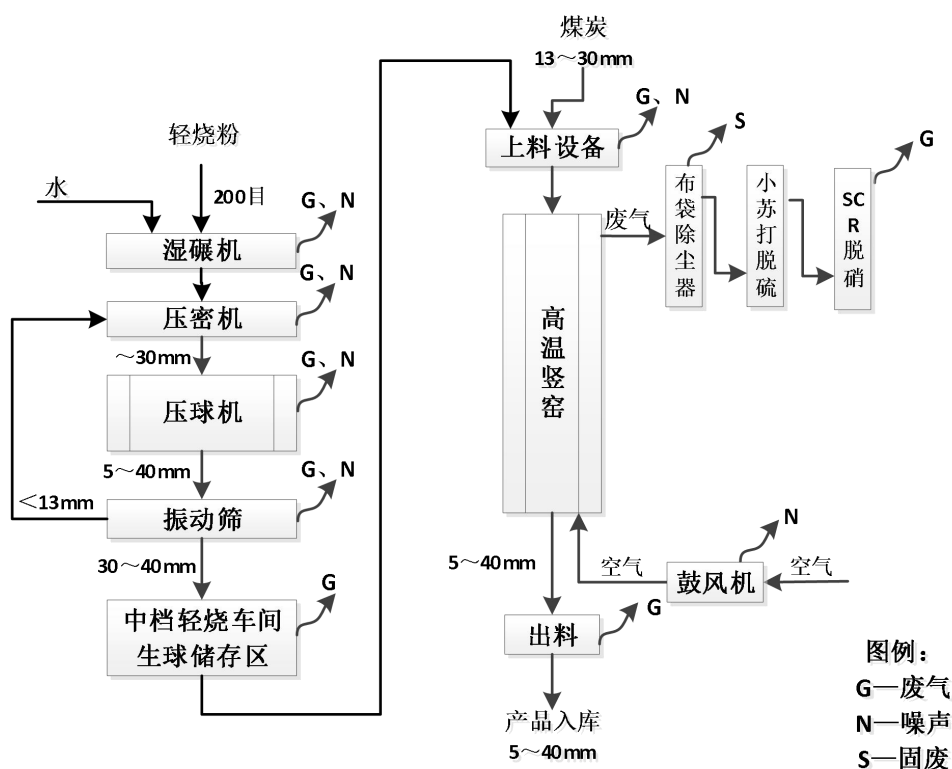 煤炭
13～30mm
G、N
上料设备
S
G
轻烧粉
水
200目
G、N
湿碾机
G、N
压密机
～30mm
G、N
压球机
5～40mm
G、N
＜13mm
振动筛
30～40mm
G
中档轻烧车间
生球储存区
废气
布袋除尘器
小苏打脱硫
SC
R
脱硝
高温竖窑
N
5～40mm
空气
鼓风机
空气
G
出料
产品入库
5～40mm
图例：
G—废气
N—噪声
S—固废